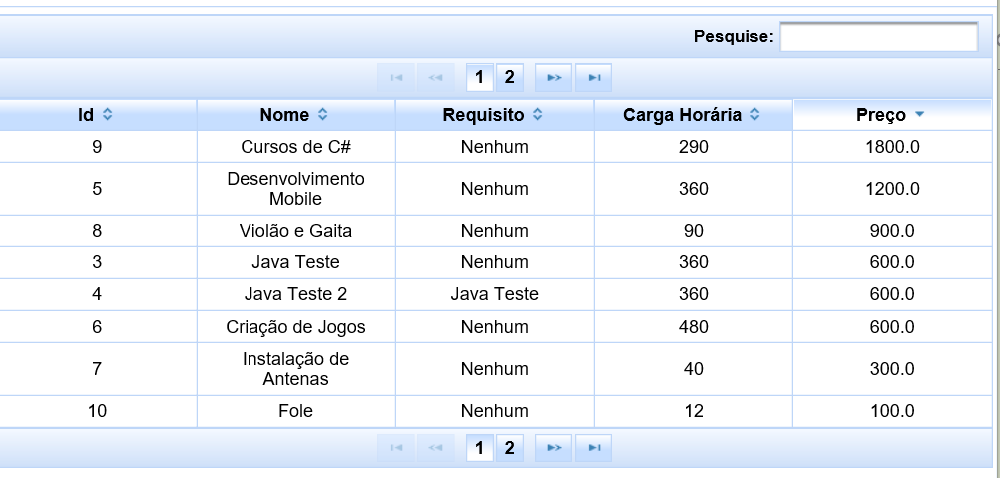 Pesquise:
1 2
Id Nome Requisito Carga Horária Preço
9 Cursos de C# Nenhum 290 1800.0
5 Desenvolvimento Mobile Nenhum 360 1200.0
8 Violão e Gaita Nenhum 90 900.0
3 Java Teste Nenhum 360 600.0
4 Java Teste 2 Java Teste 360 600.0
6 Criação de Jogos Nenhum 480 600.0
7 Instalação de Antenas Nenhum 40 300.0
10 Fole Nenhum 12 100.0
1 2